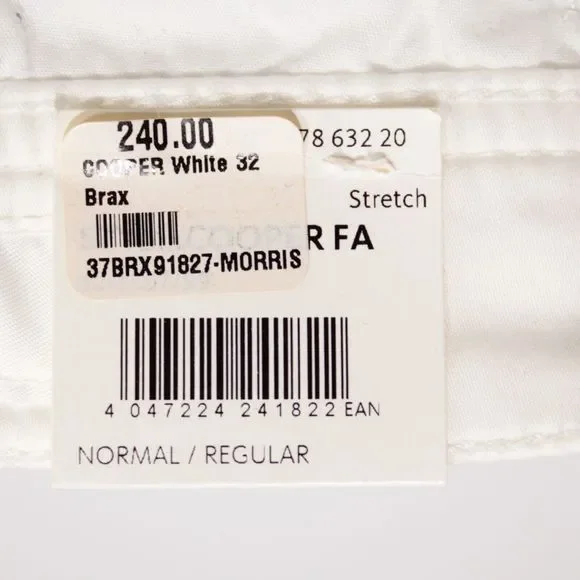 240.00
COOPER White 32
Brax
37BRX91827-MORRIS
78 632 20
Stretch
COOPER FA
4 047224 241822 EAN
NORMAL / REGULAR